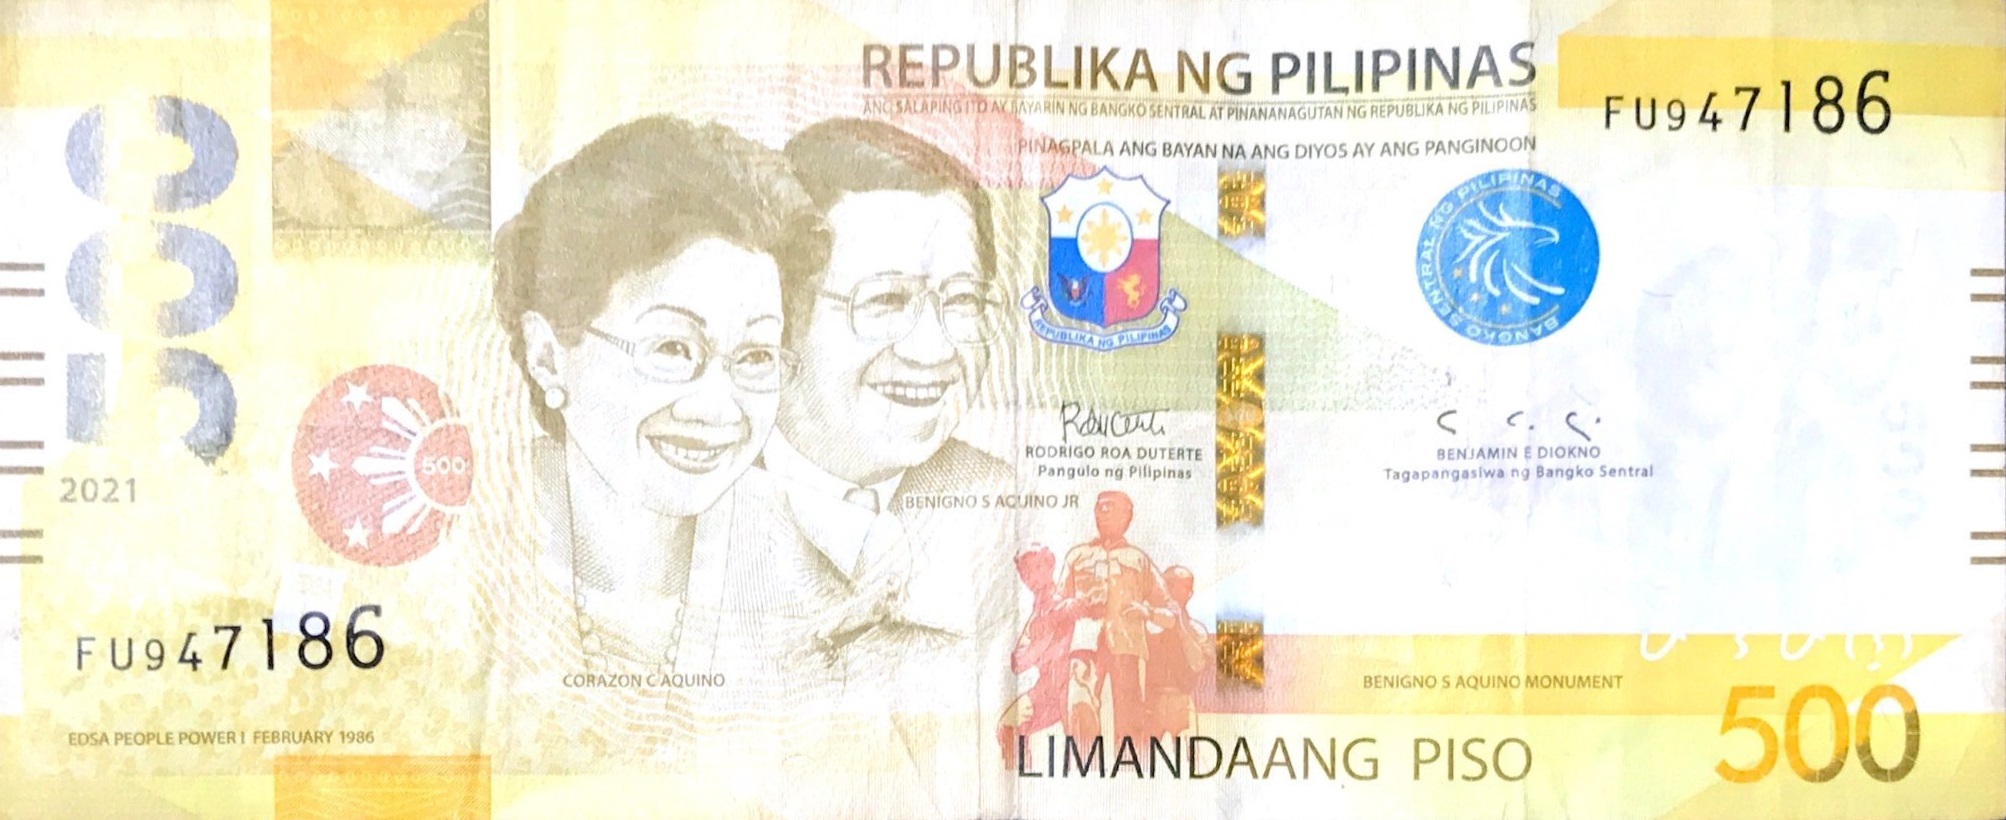 REPUBLIKA NG PILIPINAS
ANG SALAPING ITO AY BAYARIN NG BANGKO SENTRAL AT PINANANAGUTAN NG REPUBLIKA NG PILIPINAS
PINAGPALA ANG BAYAN NA ANG DIYOS AY ANG PANGINOON
FU947186
REPUBLIKA NG PILIPINAS
BANGKO SENTRAL NG PILIPINAS
RODRIGO ROA DUTERTE
Pangulo ng Pilipinas
BENJAMIN E DIOKNO
Tagapangasiwa ng Bangko Sentral
500
2021
BENIGNO S AQUINO JR
FU947186
CORAZON C AQUINO
BENIGNO S AQUINO MONUMENT
EDSA PEOPLE POWER I FEBRUARY 1986
LIMANDAANG PISO
500
500